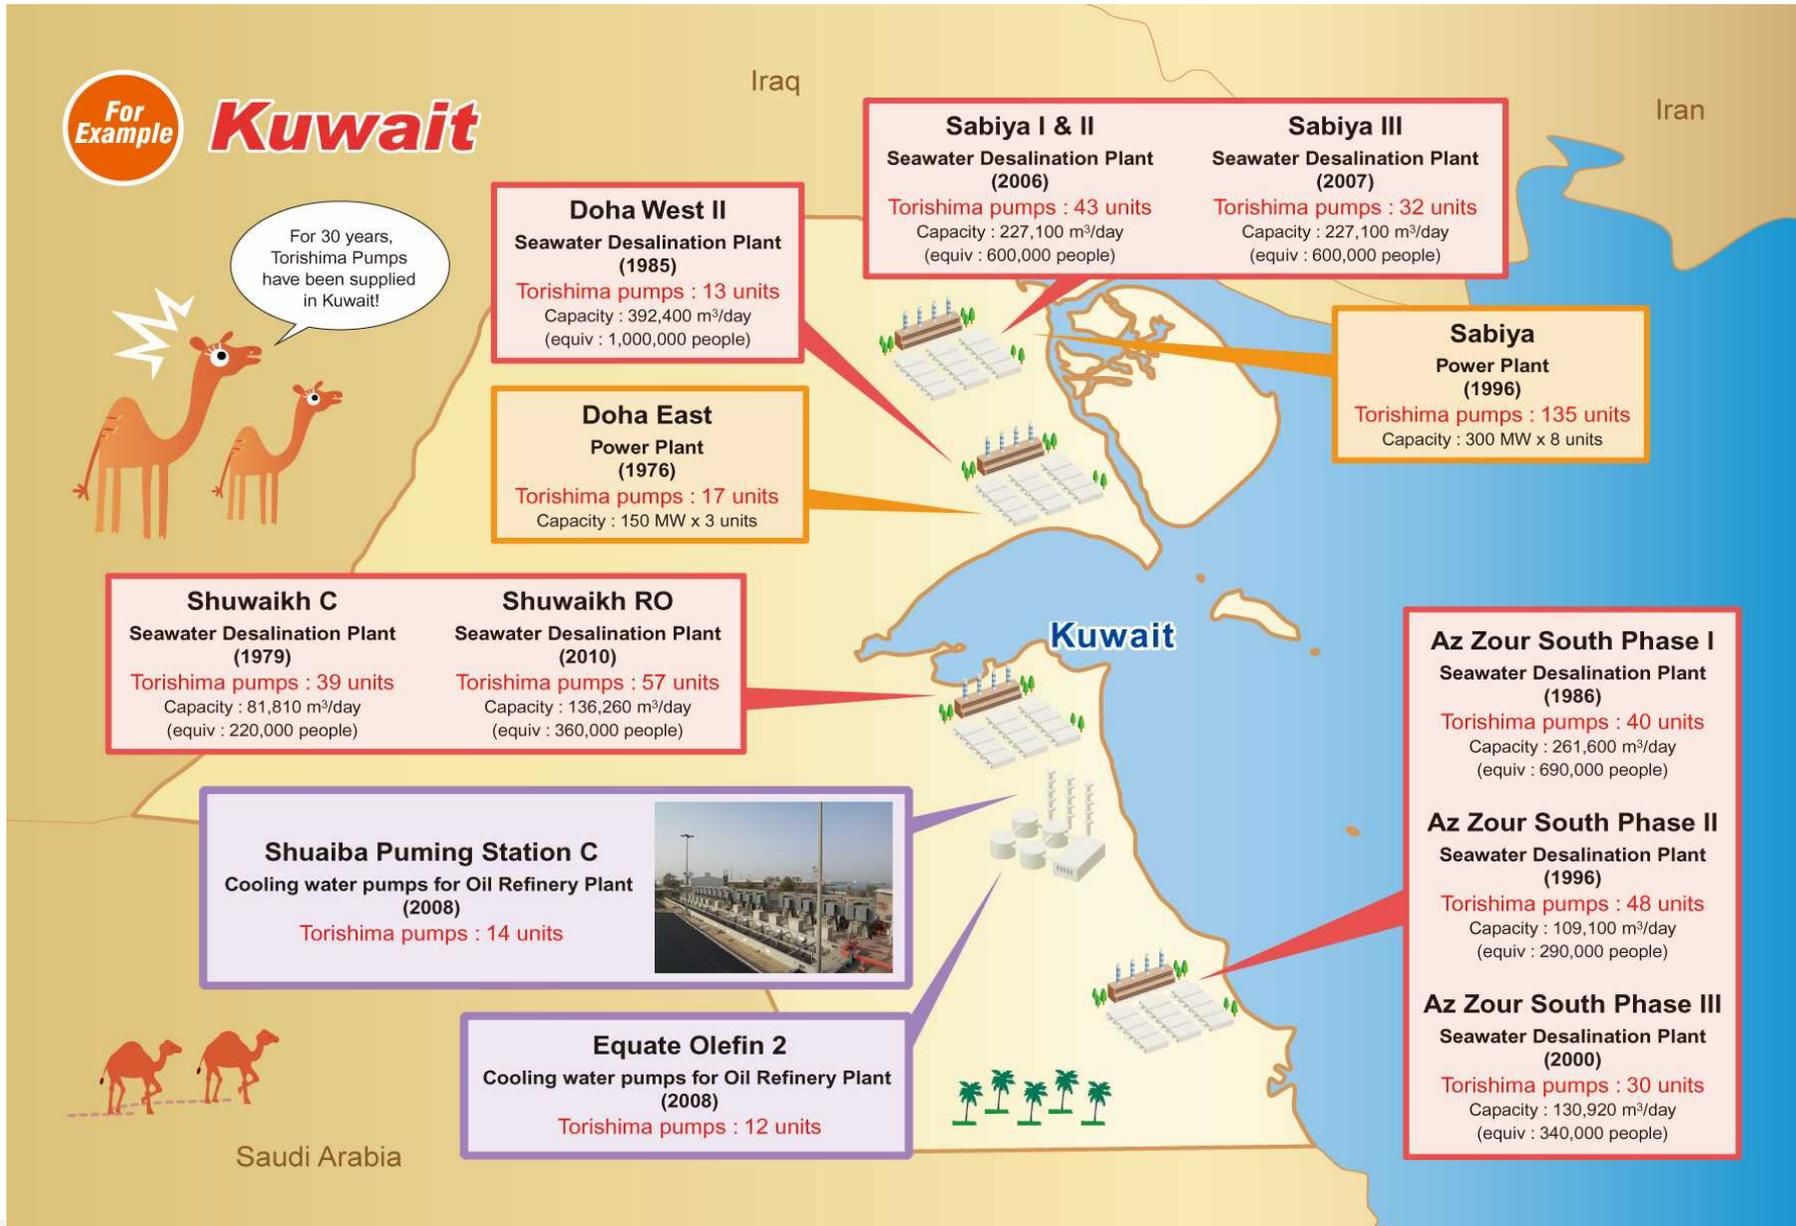 For
Example
Kuwait
Iraq
Iran
For 30 years,
Torishima Pumps
have been supplied
in Kuwait!
Doha West II
Seawater Desalination Plant
(1985)
Torishima pumps : 13 units
Capacity : 392,400 m³/day
(equiv : 1,000,000 people)
Sabiya I & II
Seawater Desalination Plant
(2006)
Torishima pumps : 43 units
Capacity : 227,100 m³/day
(equiv : 600,000 people)
Sabiya III
Seawater Desalination Plant
(2007)
Torishima pumps : 32 units
Capacity : 227,100 m³/day
(equiv : 600,000 people)
Sabiya
Power Plant
(1996)
Torishima pumps : 135 units
Capacity : 300 MW x 8 units
Doha East
Power Plant
(1976)
Torishima pumps : 17 units
Capacity : 150 MW x 3 units
Shuwaikh C
Seawater Desalination Plant
(1979)
Torishima pumps : 39 units
Capacity : 81,810 m³/day
(equiv : 220,000 people)
Shuwaikh RO
Seawater Desalination Plant
(2010)
Torishima pumps : 57 units
Capacity : 136,260 m³/day
(equiv : 360,000 people)
Kuwait
Az Zour South Phase I
Seawater Desalination Plant
(1986)
Torishima pumps : 40 units
Capacity : 261,600 m³/day
(equiv : 690,000 people)
Az Zour South Phase II
Seawater Desalination Plant
(1996)
Torishima pumps : 48 units
Capacity : 109,100 m³/day
(equiv : 290,000 people)
Az Zour South Phase III
Seawater Desalination Plant
(2000)
Torishima pumps : 30 units
Capacity : 130,920 m³/day
(equiv : 340,000 people)
Shuaiba Puming Station C
Cooling water pumps for Oil Refinery Plant
(2008)
Torishima pumps : 14 units
Equate Olefin 2
Cooling water pumps for Oil Refinery Plant
(2008)
Torishima pumps : 12 units
Saudi Arabia